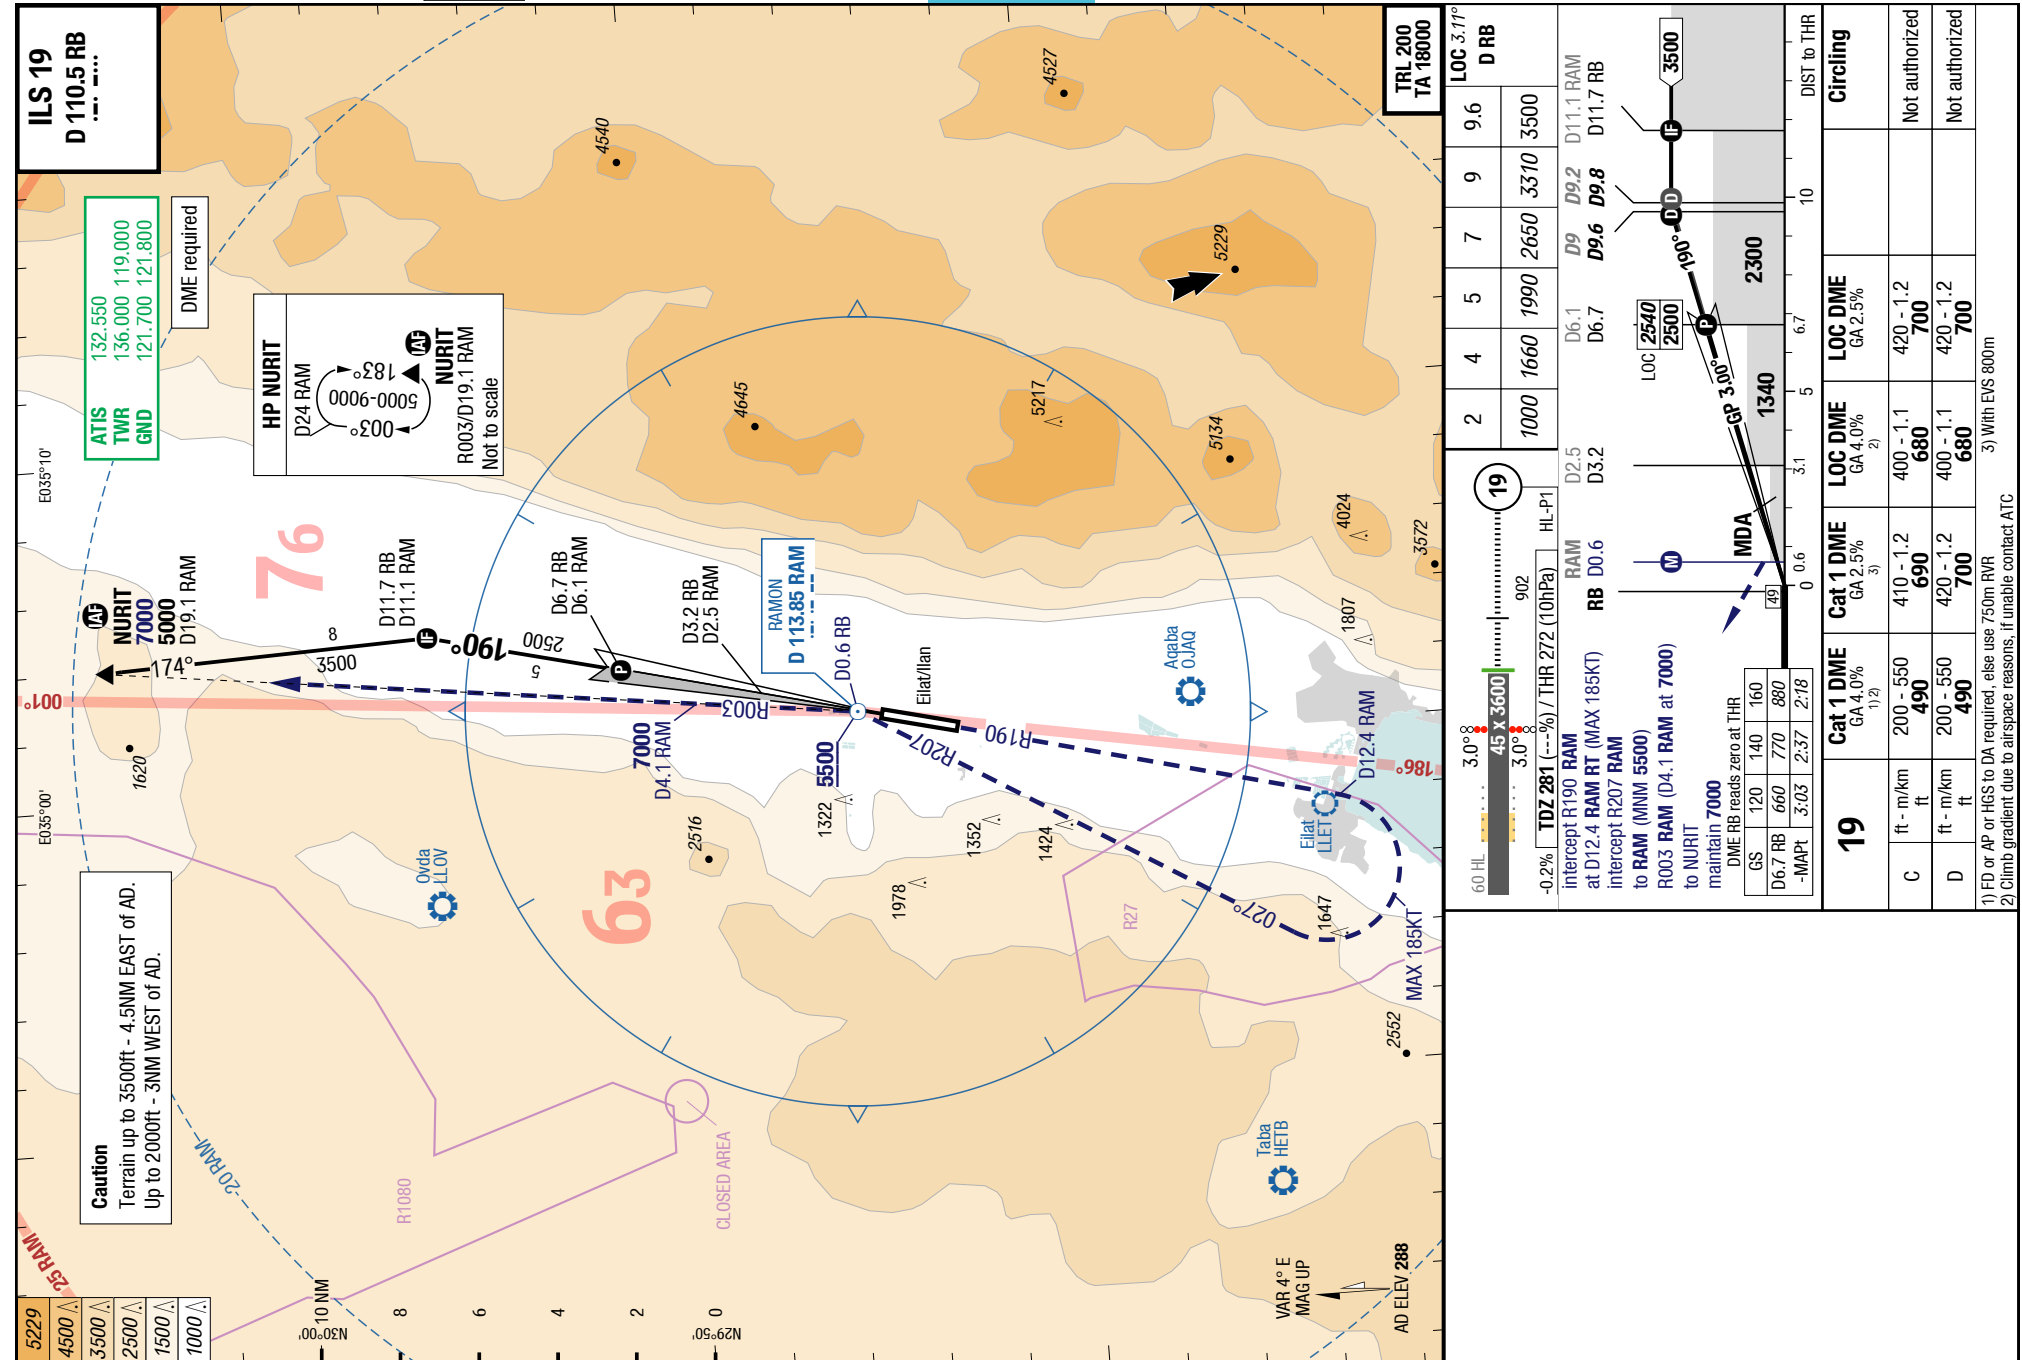 ILS 19
D 110.5 RB
ATIS 132.550
TWR 136.000 119.000
GND 121.700 121.800
DME required
HP NURIT
D24 RAM
003°
5000-9000
183°
IAF
NURIT
R003/D19.1 RAM
Not to scale
Caution
Terrain up to 3500ft - 4.5NM EAST of AD.
Up to 2000ft - 3NM WEST of AD.
TRL 200
TA 18000
5229
4500
3500
2500
1500
1000
25 RAM
20 RAM
E035°10'
E035°00'
N30°00'
N29°50'
10 NM
8
6
4
2
0
001°
76
63
IAF
NURIT
7000
5000
D19.1 RAM
174°
8
3500
IF
D11.7 RB
D11.1 RAM
190°
2500
5
P
D6.7 RB
D6.1 RAM
D3.2 RB
D2.5 RAM
RAMON
D 113.85 RAM
D0.6 RB
Eilat/Ilan
R003
7000
D4.1 RAM
5500
R207
R190
027°
D12.4 RAM
MAX 185KT
186°
Aqaba
OJAQ
Eilat
LLET
Ovda
LLOV
Taba
HETB
R27
R1080
CLOSED AREA
1620
2516
1322
1352
1424
1978
1647
2552
1807
4024
3572
4527
4540
4645
5217
5134
5229
VAR 4° E
MAG UP
AD ELEV 288
LOC 3.11°
D RB
2 4 5 7 9 9.6
1000 1660 1990 2650 3310 3500
60 HL
3.0°
3.0°
45 x 3600
902
19
HL-P1
-0.2% TDZ 281 (---%) / THR 272 (10hPa)
intercept R190 RAM
at D12.4 RAM RT (MAX 185KT)
intercept R207 RAM
to RAM (MNM 5500)
R003 RAM (D4.1 RAM at 7000)
to NURIT
maintain 7000
DME RB reads zero at THR
GS 120 140 160
D6.7 RB 660 770 880
-MAPt 3:03 2:37 2:18
RAM D2.5 D6.1 D9 D9.2 D11.1 RAM
RB D0.6 D3.2 D6.7 D9.6 D9.8 D11.7 RB
M
MDA
49
GP 3.00°
LOC 2540
2500
P
190°
D
D
IF
3500
1340
2300
0 0.6 3.1 5 6.7 10 DIST to THR
19
Cat 1 DME
GA 4.0%
1) 2)
Cat 1 DME
GA 2.5%
3)
LOC DME
GA 4.0%
2)
LOC DME
GA 2.5%
Circling
C ft - m/km 200 - 550 410 - 1.2 400 - 1.1 420 - 1.2 Not authorized
ft 490 690 680 700
D ft - m/km 200 - 550 420 - 1.2 400 - 1.1 420 - 1.2 Not authorized
ft 490 700 680 700
1) FD or AP or HGS to DA required, else use 750m RVR
3) With EVS 800m
2) Climb gradient due to airspace reasons, if unable contact ATC